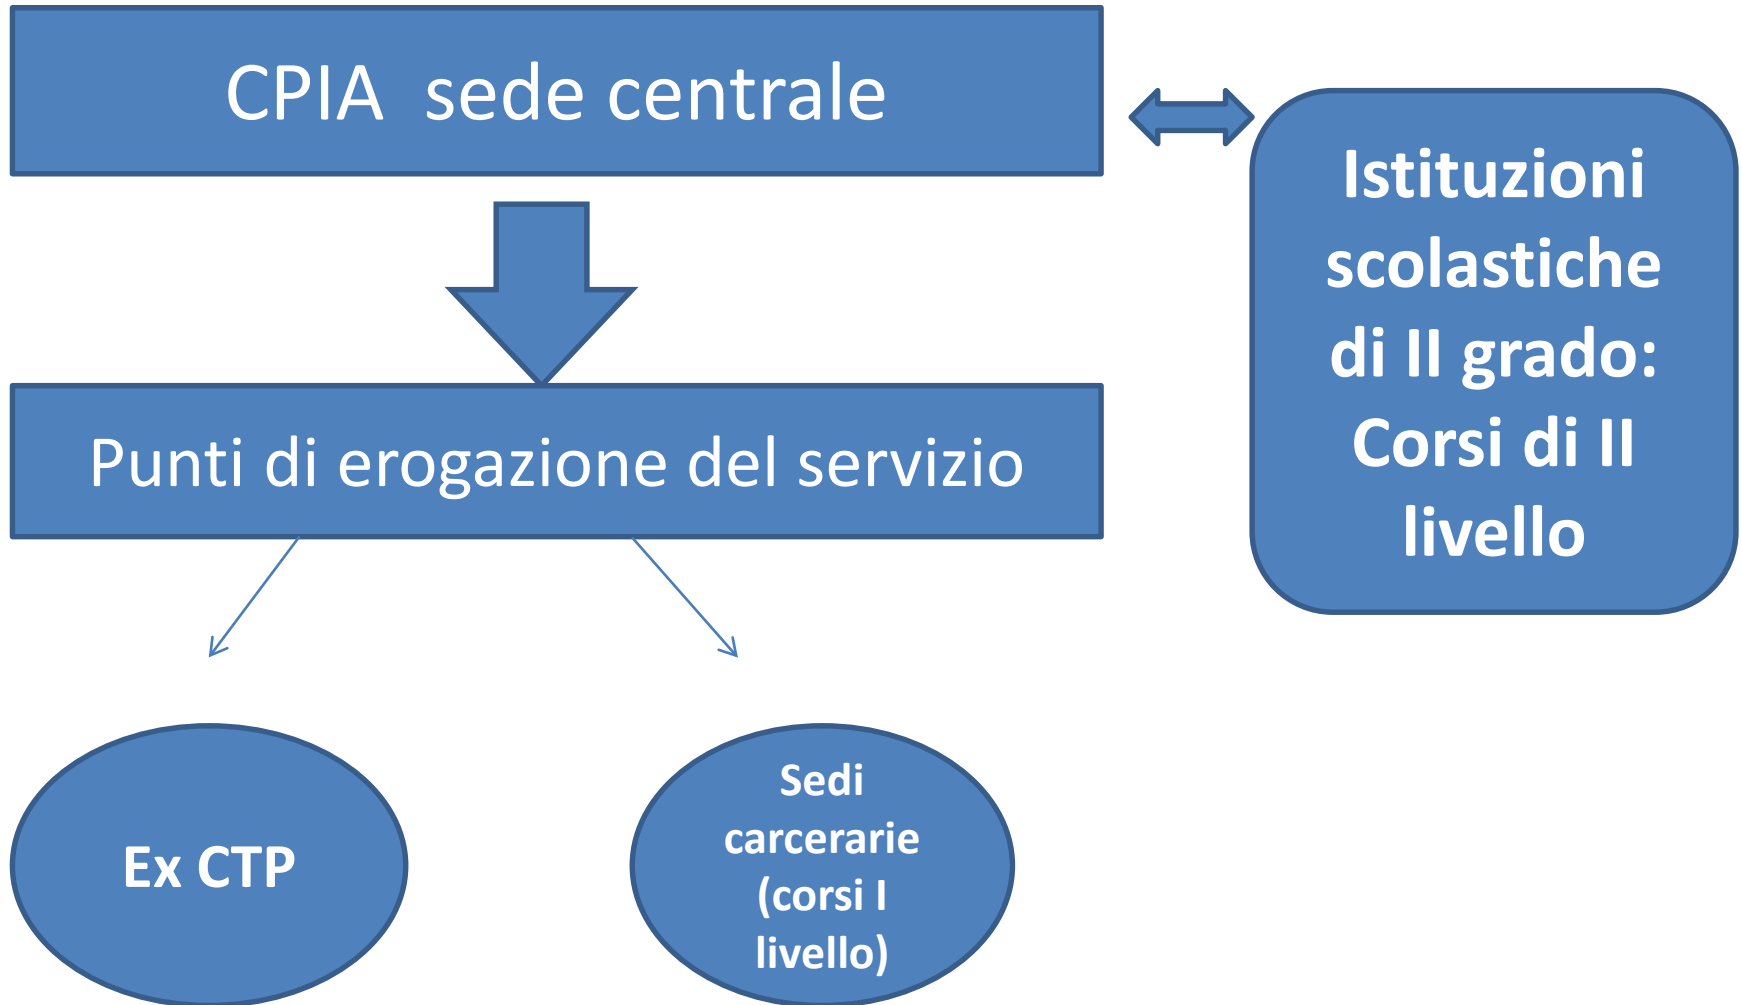 CPIA  sede centrale
Istituzioni
scolastiche
di II grado:
Corsi di II
livello
Punti di erogazione del servizio
Ex CTP
Sedi
carcerarie
(corsi I
livello)